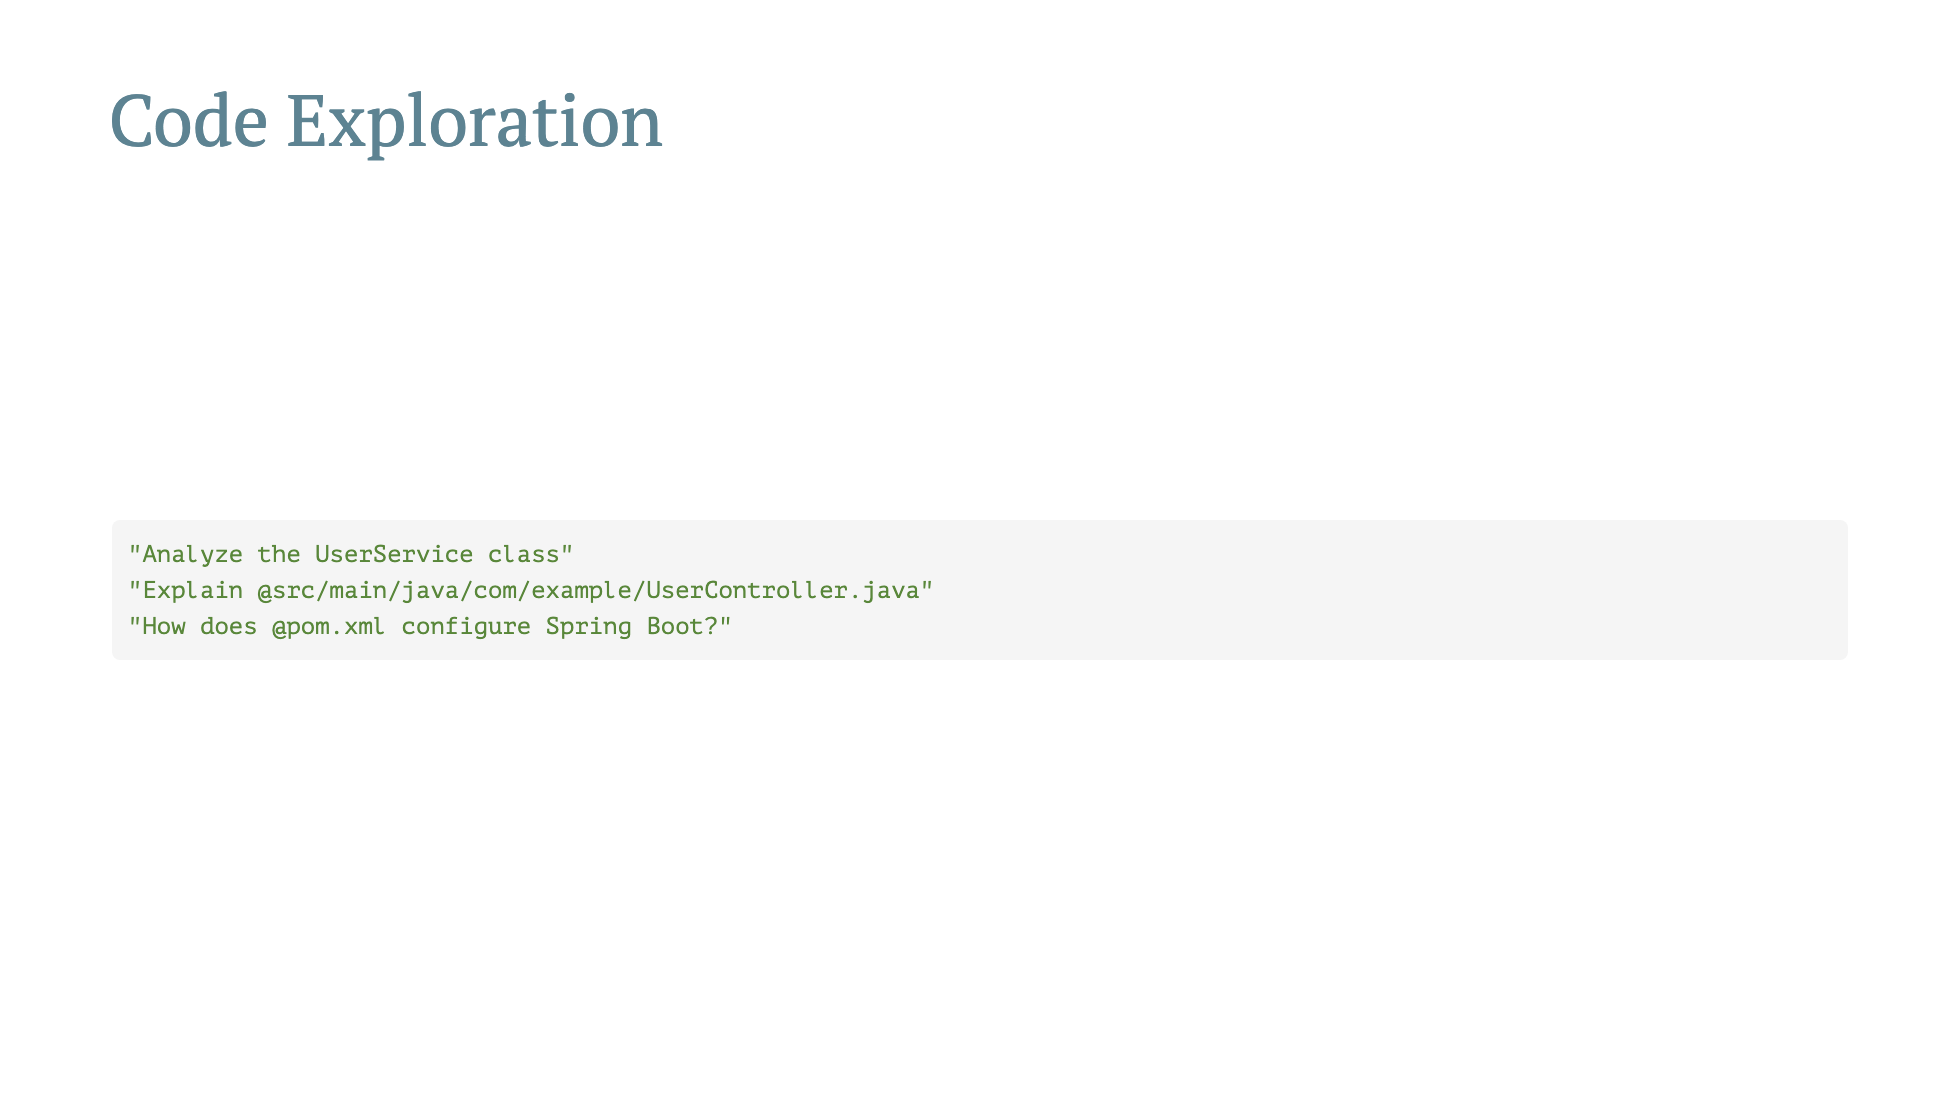 Code Exploration
"Analyze the UserService class"
"Explain @src/main/java/com/example/UserController.java"
"How does @pom.xml configure Spring Boot?"